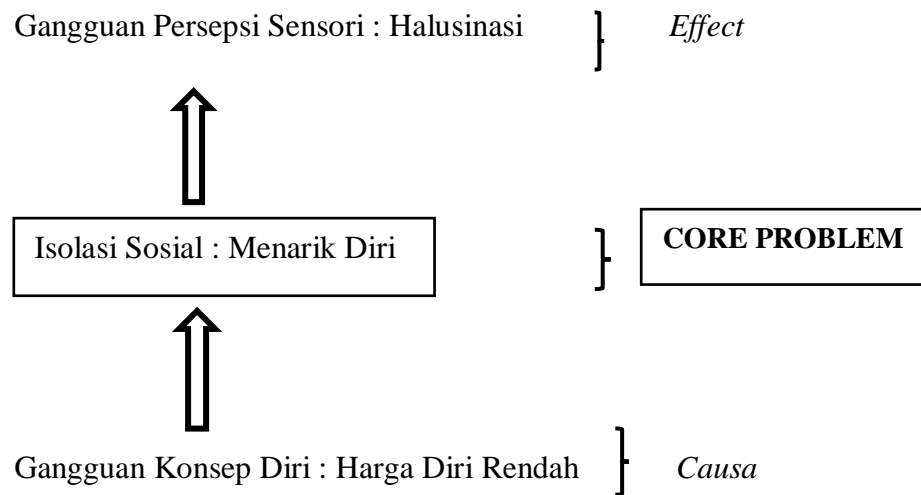 Gangguan Persepsi Sensori : Halusinasi
Effect
Isolasi Sosial : Menarik Diri
CORE PROBLEM
Gangguan Konsep Diri : Harga Diri Rendah
Causa